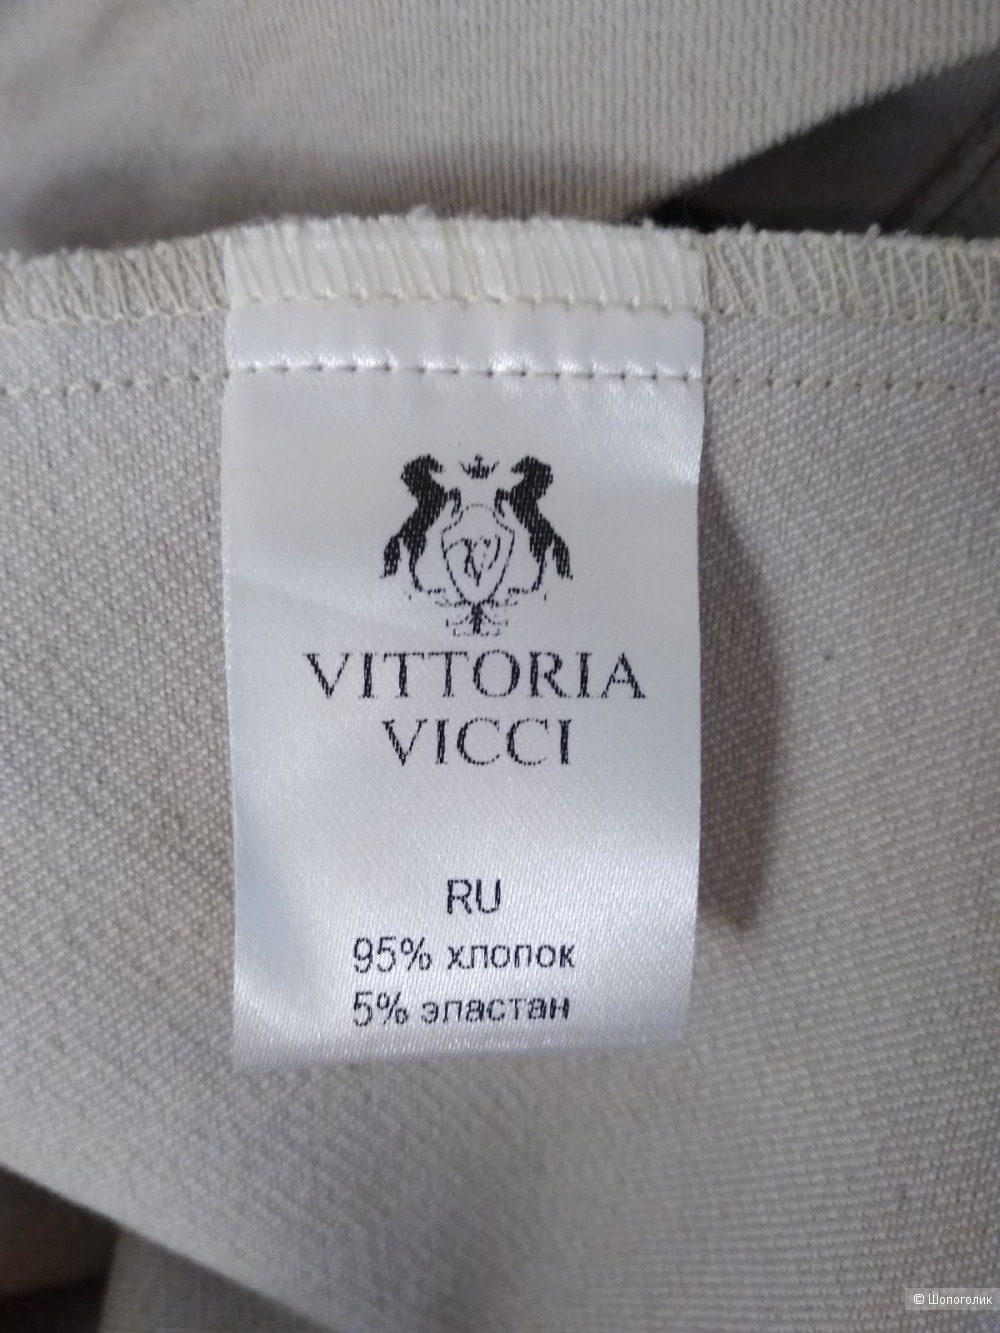 VITTORIA
VICCI
RU
95% хлопок
5% эластан
© Шопоголик